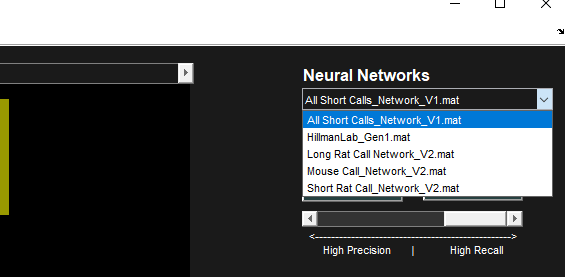 Neural Networks
All Short Calls_Network_V1.mat
All Short Calls_Network_V1.mat
HillmanLab_Gen1.mat
Long Rat Call Network_V2.mat
Mouse Call_Network_V2.mat
Short Rat Call_Network_V2.mat
High Precision | High Recall